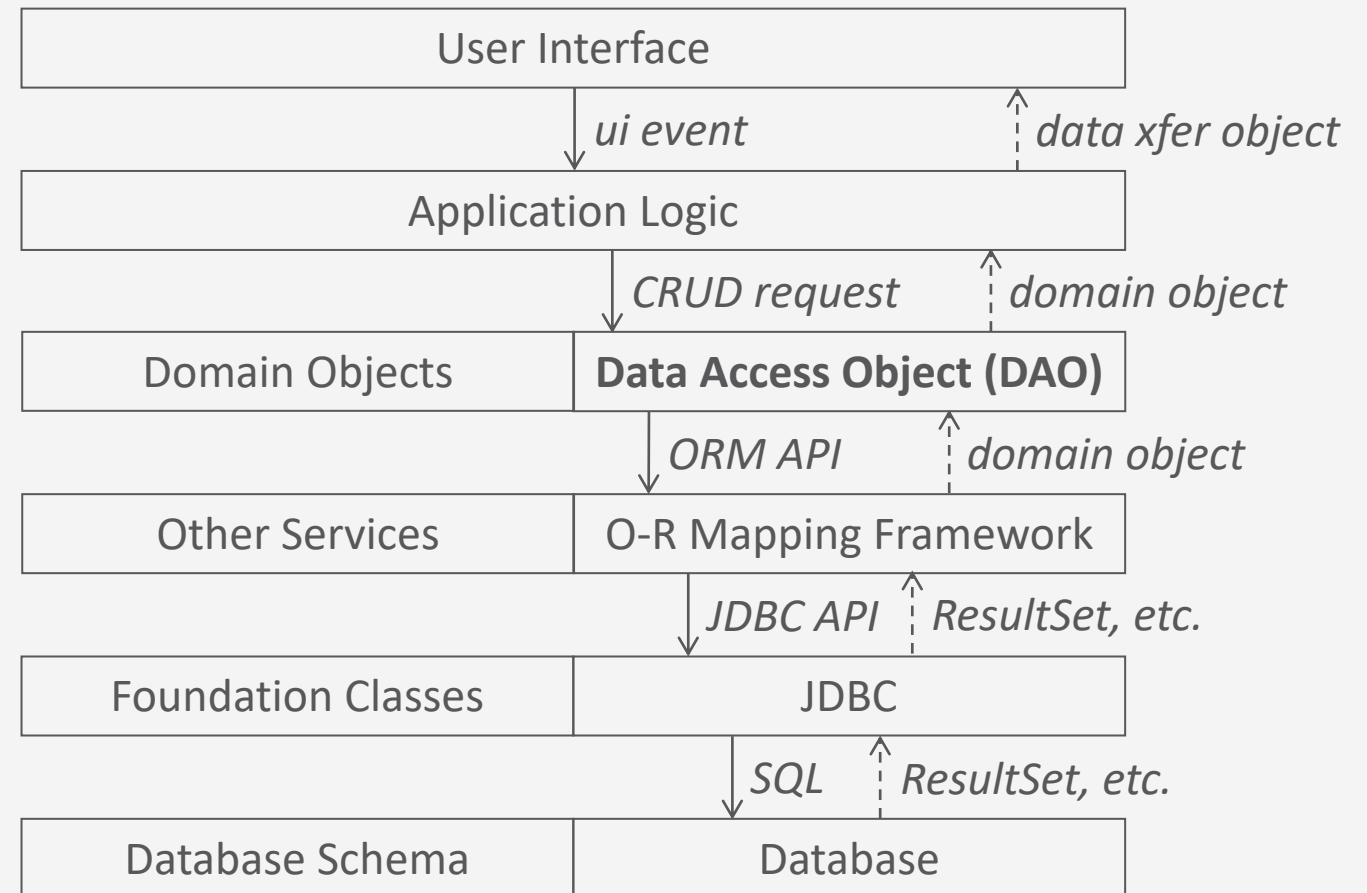 User Interface
ui event
data xfer object
Application Logic
CRUD request
domain object
Domain Objects
Data Access Object (DAO)
ORM API
domain object
Other Services
O-R Mapping Framework
JDBC API
ResultSet, etc.
Foundation Classes
JDBC
SQL
ResultSet, etc.
Database Schema
Database